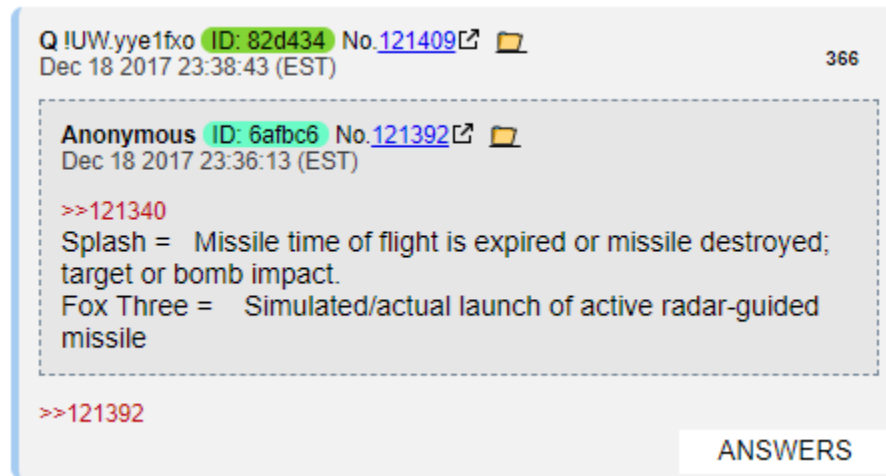 Q !UW.yye1fxo ID: 82d434 No.121409
Dec 18 2017 23:38:43 (EST)
366
Anonymous ID: 6afbc6 No.121392
Dec 18 2017 23:36:13 (EST)
>>121340
Splash =   Missile time of flight is expired or missile destroyed;
target or bomb impact.
Fox Three =    Simulated/actual launch of active radar-guided
missile
>>121392
ANSWERS